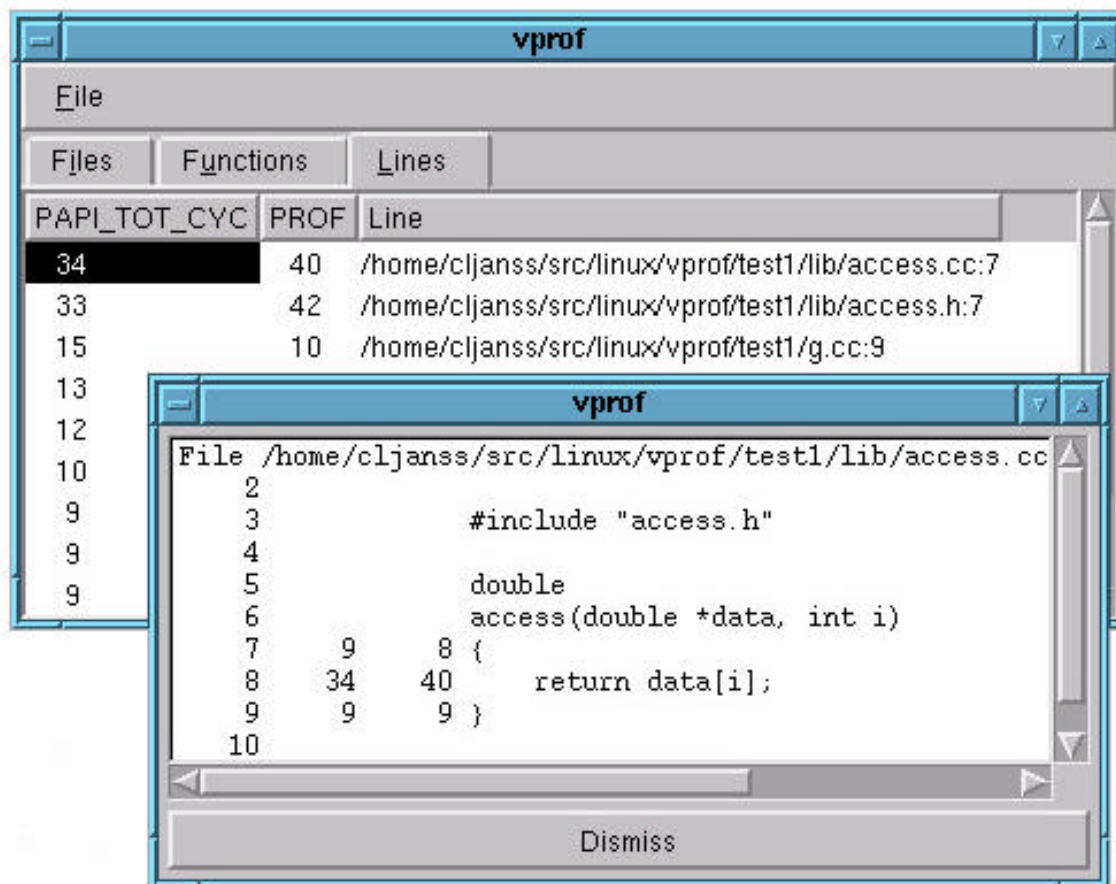 vprof
File
Files Functions Lines
PAPI_TOT_CYC PROF Line
34 40 /home/cljanss/src/linux/vprof/test1/lib/access.cc:7
33 42 /home/cljanss/src/linux/vprof/test1/lib/access.h:7
15 10 /home/cljanss/src/linux/vprof/test1/g.cc:9
13
12
10
9
9
9
vprof
File /home/cljanss/src/linux/vprof/test1/lib/access.cc
2
3 #include "access.h"
4
5 double
6 access(double *data, int i)
7 9 8 {
8 34 40 return data[i];
9 9 9 }
10
Dismiss